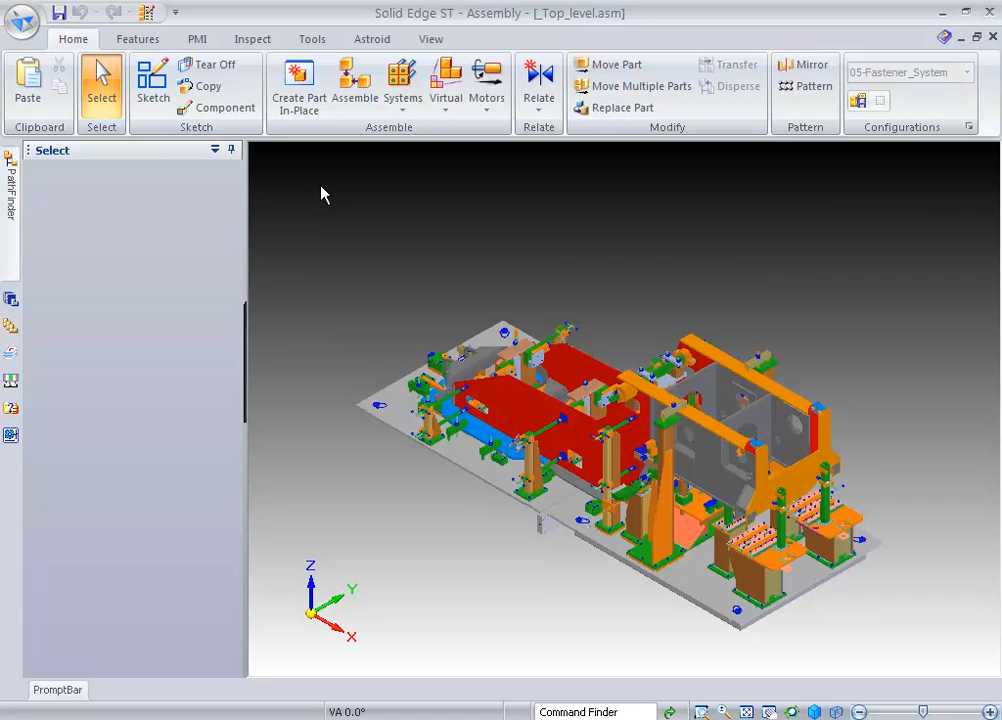 Solid Edge ST - Assembly - [_Top_level.asm]
Home Features PMI Inspect Tools Astroid View
Paste
Select
Sketch
Tear Off
Copy
Component
Create Part
In-Place
Assemble
Systems
Virtual
Motors
Relate
Move Part
Move Multiple Parts
Replace Part
Transfer
Disperse
Mirror
Pattern
05-Fastener_System
Clipboard Select Sketch Assemble Relate Modify Pattern Configurations
Select
PathFinder
Z
Y
X
PromptBar
VA 0.0°
Command Finder